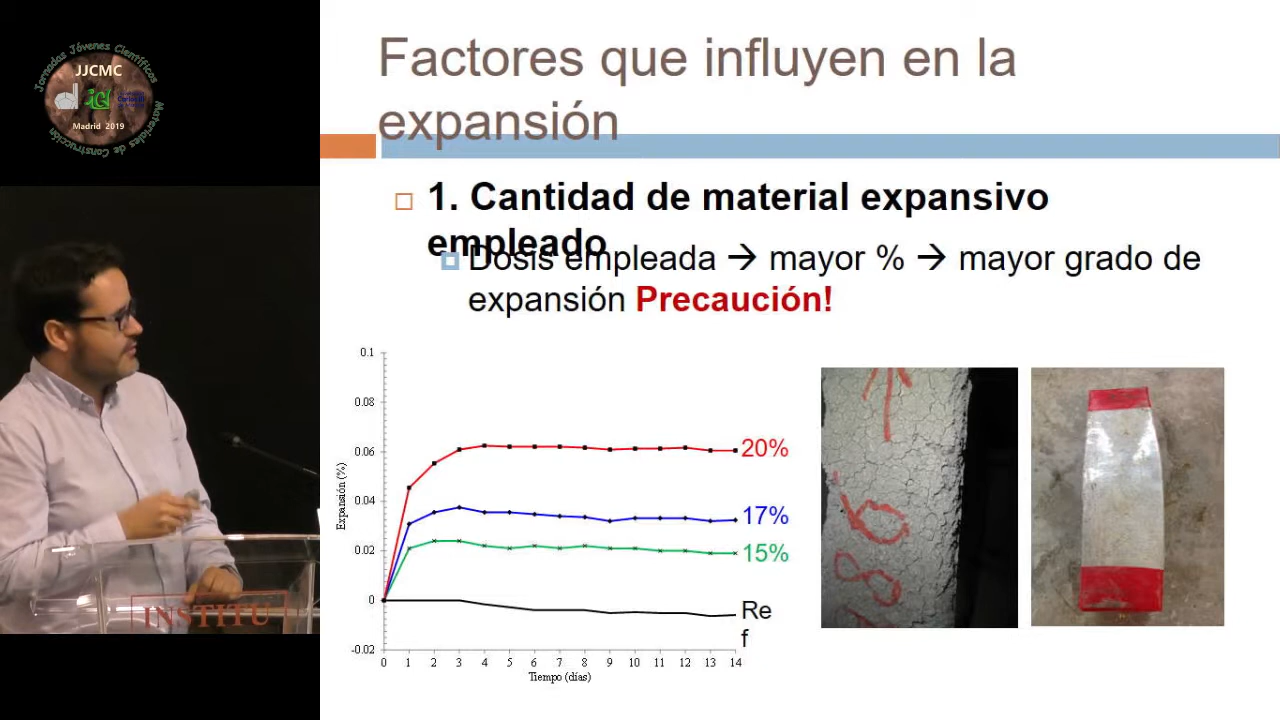 Jornadas Jóvenes Científicos
JJCMC
Madrid 2019
Materiales de Construcción
INSTITU
Factores que influyen en la
expansión
1. Cantidad de material expansivo
empleado
Dosis empleada → mayor % → mayor grado de
expansión Precaución!
0.1
0.08
0.06
0.04
0.02
0
-0.02
Expansión (%)
0 1 2 3 4 5 6 7 8 9 10 11 12 13 14
Tiempo (días)
20%
17%
15%
Re
f